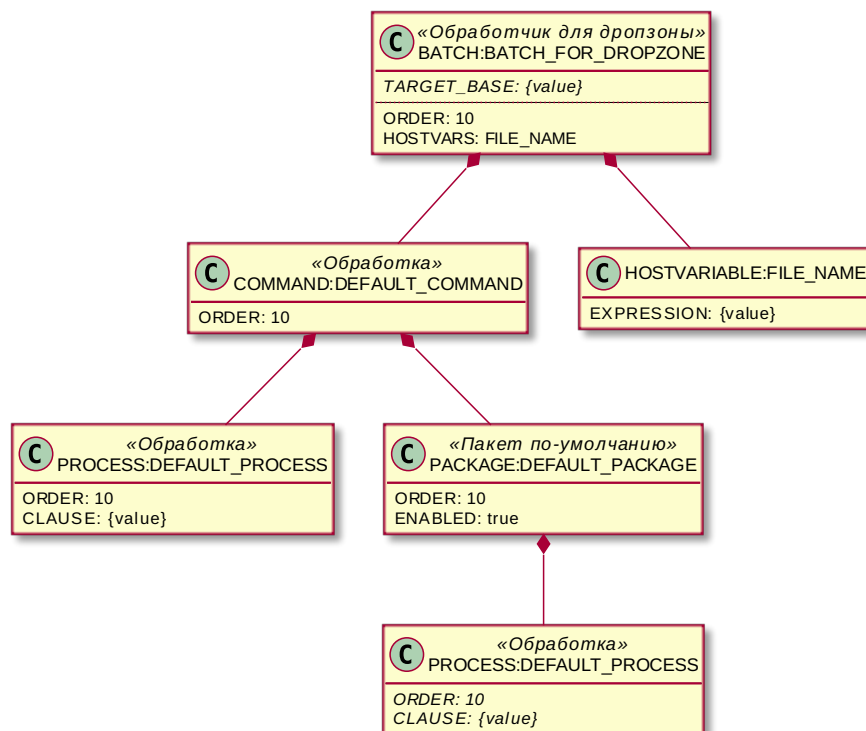 C «Обработчик для дропзоны»
BATCH:BATCH_FOR_DROPZONE
TARGET_BASE: {value}
ORDER: 10
HOSTVARS: FILE_NAME
C «Обработка»
COMMAND:DEFAULT_COMMAND
ORDER: 10
C HOSTVARIABLE:FILE_NAME
EXPRESSION: {value}
C «Обработка»
PROCESS:DEFAULT_PROCESS
ORDER: 10
CLAUSE: {value}
C «Пакет по-умолчанию»
PACKAGE:DEFAULT_PACKAGE
ORDER: 10
ENABLED: true
C «Обработка»
PROCESS:DEFAULT_PROCESS
ORDER: 10
CLAUSE: {value}